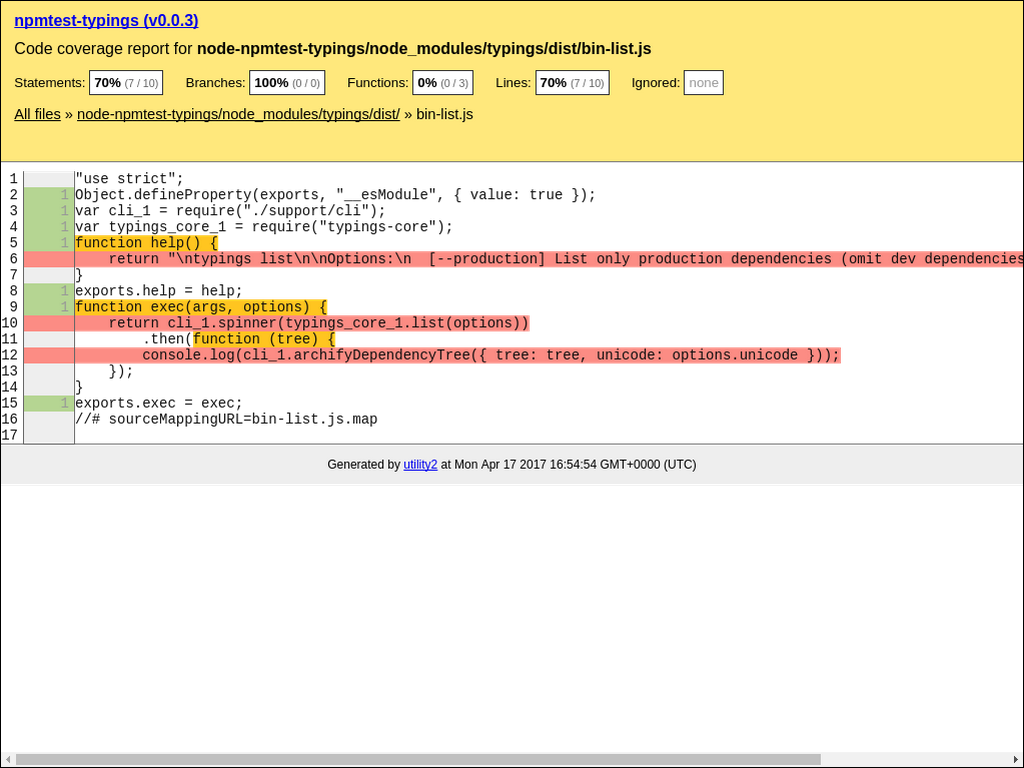 npmtest-typings (v0.0.3)
Code coverage report for node-npmtest-typings/node_modules/typings/dist/bin-list.js
Statements: 70% (7 / 10) Branches: 100% (0 / 0) Functions: 0% (0 / 3) Lines: 70% (7 / 10) Ignored: none
All files » node-npmtest-typings/node_modules/typings/dist/ » bin-list.js
1 "use strict";
2 1 Object.defineProperty(exports, "__esModule", { value: true });
3 1 var cli_1 = require("./support/cli");
4 1 var typings_core_1 = require("typings-core");
5 1 function help() {
6 return "\ntypings list\n\nOptions:\n  [--production] List only production dependencies (omit dev dependencies
7 }
8 1 exports.help = help;
9 1 function exec(args, options) {
10 return cli_1.spinner(typings_core_1.list(options))
11 .then(function (tree) {
12 console.log(cli_1.archifyDependencyTree({ tree: tree, unicode: options.unicode }));
13 });
14 }
15 1 exports.exec = exec;
16 //# sourceMappingURL=bin-list.js.map
17
Generated by utility2 at Mon Apr 17 2017 16:54:54 GMT+0000 (UTC)